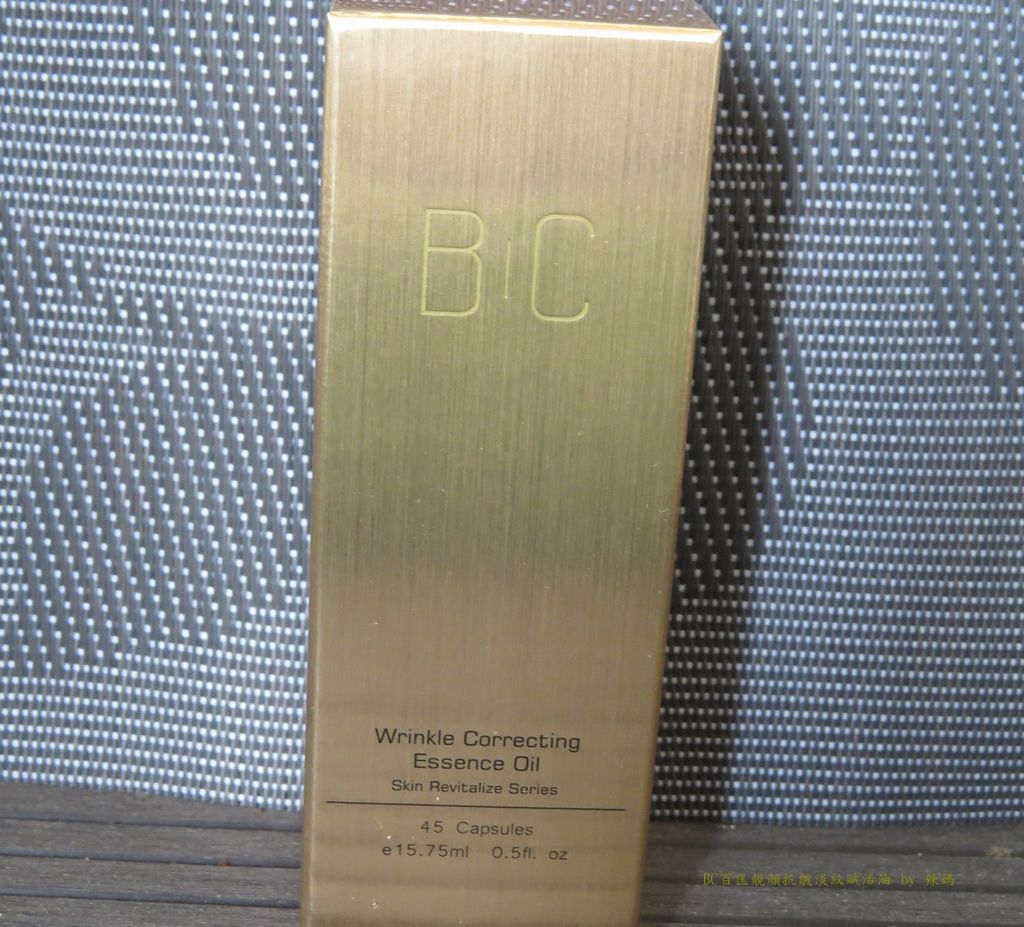 B|C
Wrinkle Correcting
Essence Oil
Skin Revitalize Series
45 Capsules
e15.75ml 0.5fl. oz
BC百匡靚顏抗皺淡紋賦活油 by 辣媽